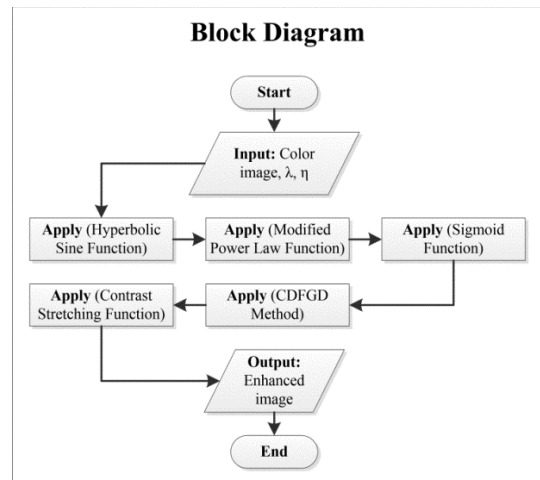 Block Diagram
Start
Input: Color
image, λ, η
Apply (Hyperbolic
Sine Function)
Apply (Modified
Power Law Function)
Apply (Sigmoid
Function)
Apply (CDFGD
Method)
Apply (Contrast
Stretching Function)
Output:
Enhanced
image
End